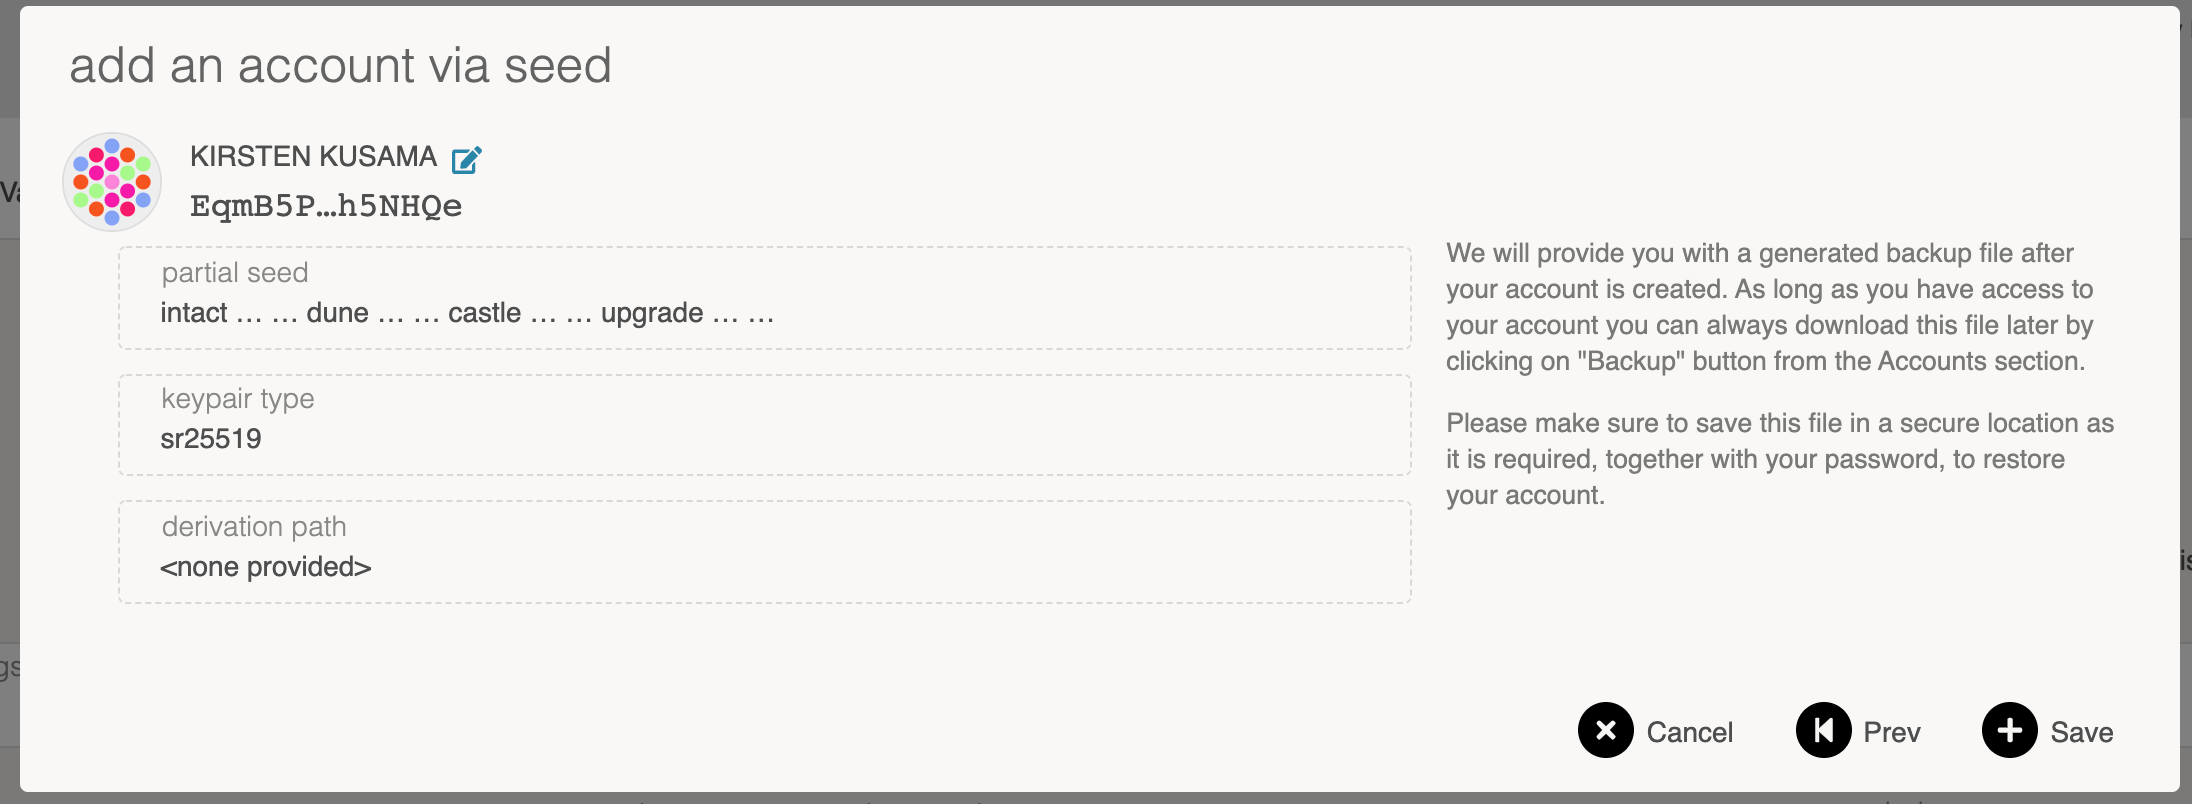 add an account via seed
KIRSTEN KUSAMA
EqmB5P…h5NHQe
partial seed
intact … … dune … … castle … … upgrade … …
keypair type
sr25519
derivation path
<none provided>
We will provide you with a generated backup file after
your account is created. As long as you have access to
your account you can always download this file later by
clicking on "Backup" button from the Accounts section.
Please make sure to save this file in a secure location as
it is required, together with your password, to restore
your account.
Cancel
Prev
Save